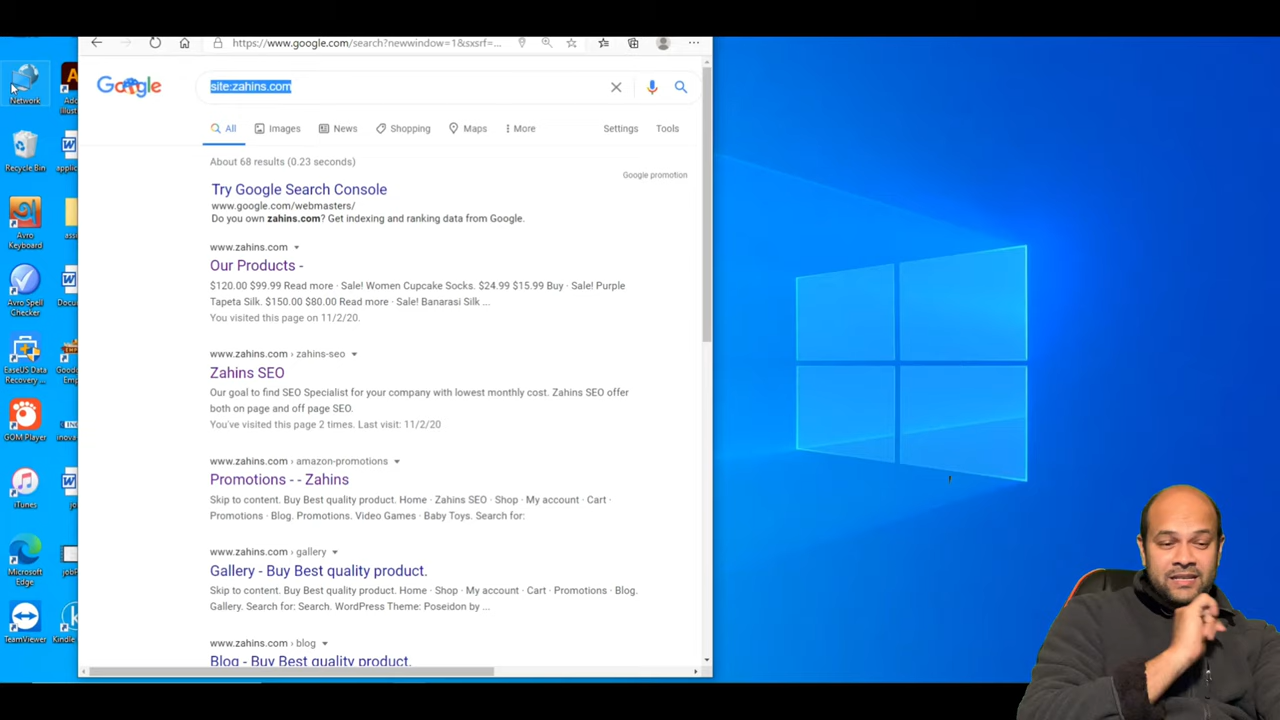 https://www.google.com/search?newwindow=1&sxsrf=...
Google
site:zahins.com
All
Images
News
Shopping
Maps
More
Settings
Tools
About 68 results (0.23 seconds)
Google promotion
Try Google Search Console
www.google.com/webmasters/
Do you own zahins.com? Get indexing and ranking data from Google.
www.zahins.com
Our Products -
$120.00 $99.99 Read more · Sale! Women Cupcake Socks. $24.99 $15.99 Buy · Sale! Purple
Tapeta Silk. $150.00 $80.00 Read more · Sale! Banarasi Silk ...
You visited this page on 11/2/20.
www.zahins.com › zahins-seo
Zahins SEO
Our goal to find SEO Specialist for your company with lowest monthly cost. Zahins SEO offer
both on page and off page SEO.
You've visited this page 2 times. Last visit: 11/2/20
www.zahins.com › amazon-promotions
Promotions - - Zahins
Skip to content. Buy Best quality product. Home · Zahins SEO · Shop · My account · Cart ·
Promotions · Blog. Promotions. Video Games · Baby Toys. Search for:
www.zahins.com › gallery
Gallery - Buy Best quality product.
Skip to content. Buy Best quality product. Home · Shop · My account · Cart · Promotions · Blog.
Gallery. Search for: Search. WordPress Theme: Poseidon by ...
www.zahins.com › blog
Blog - Buy Best quality product.
Network
Recycle Bin
Avro
Keyboard
Avro Spell
Checker
EaseUS Data
Recovery ...
GOM Player
iTunes
Microsoft
Edge
TeamViewer
Kindle